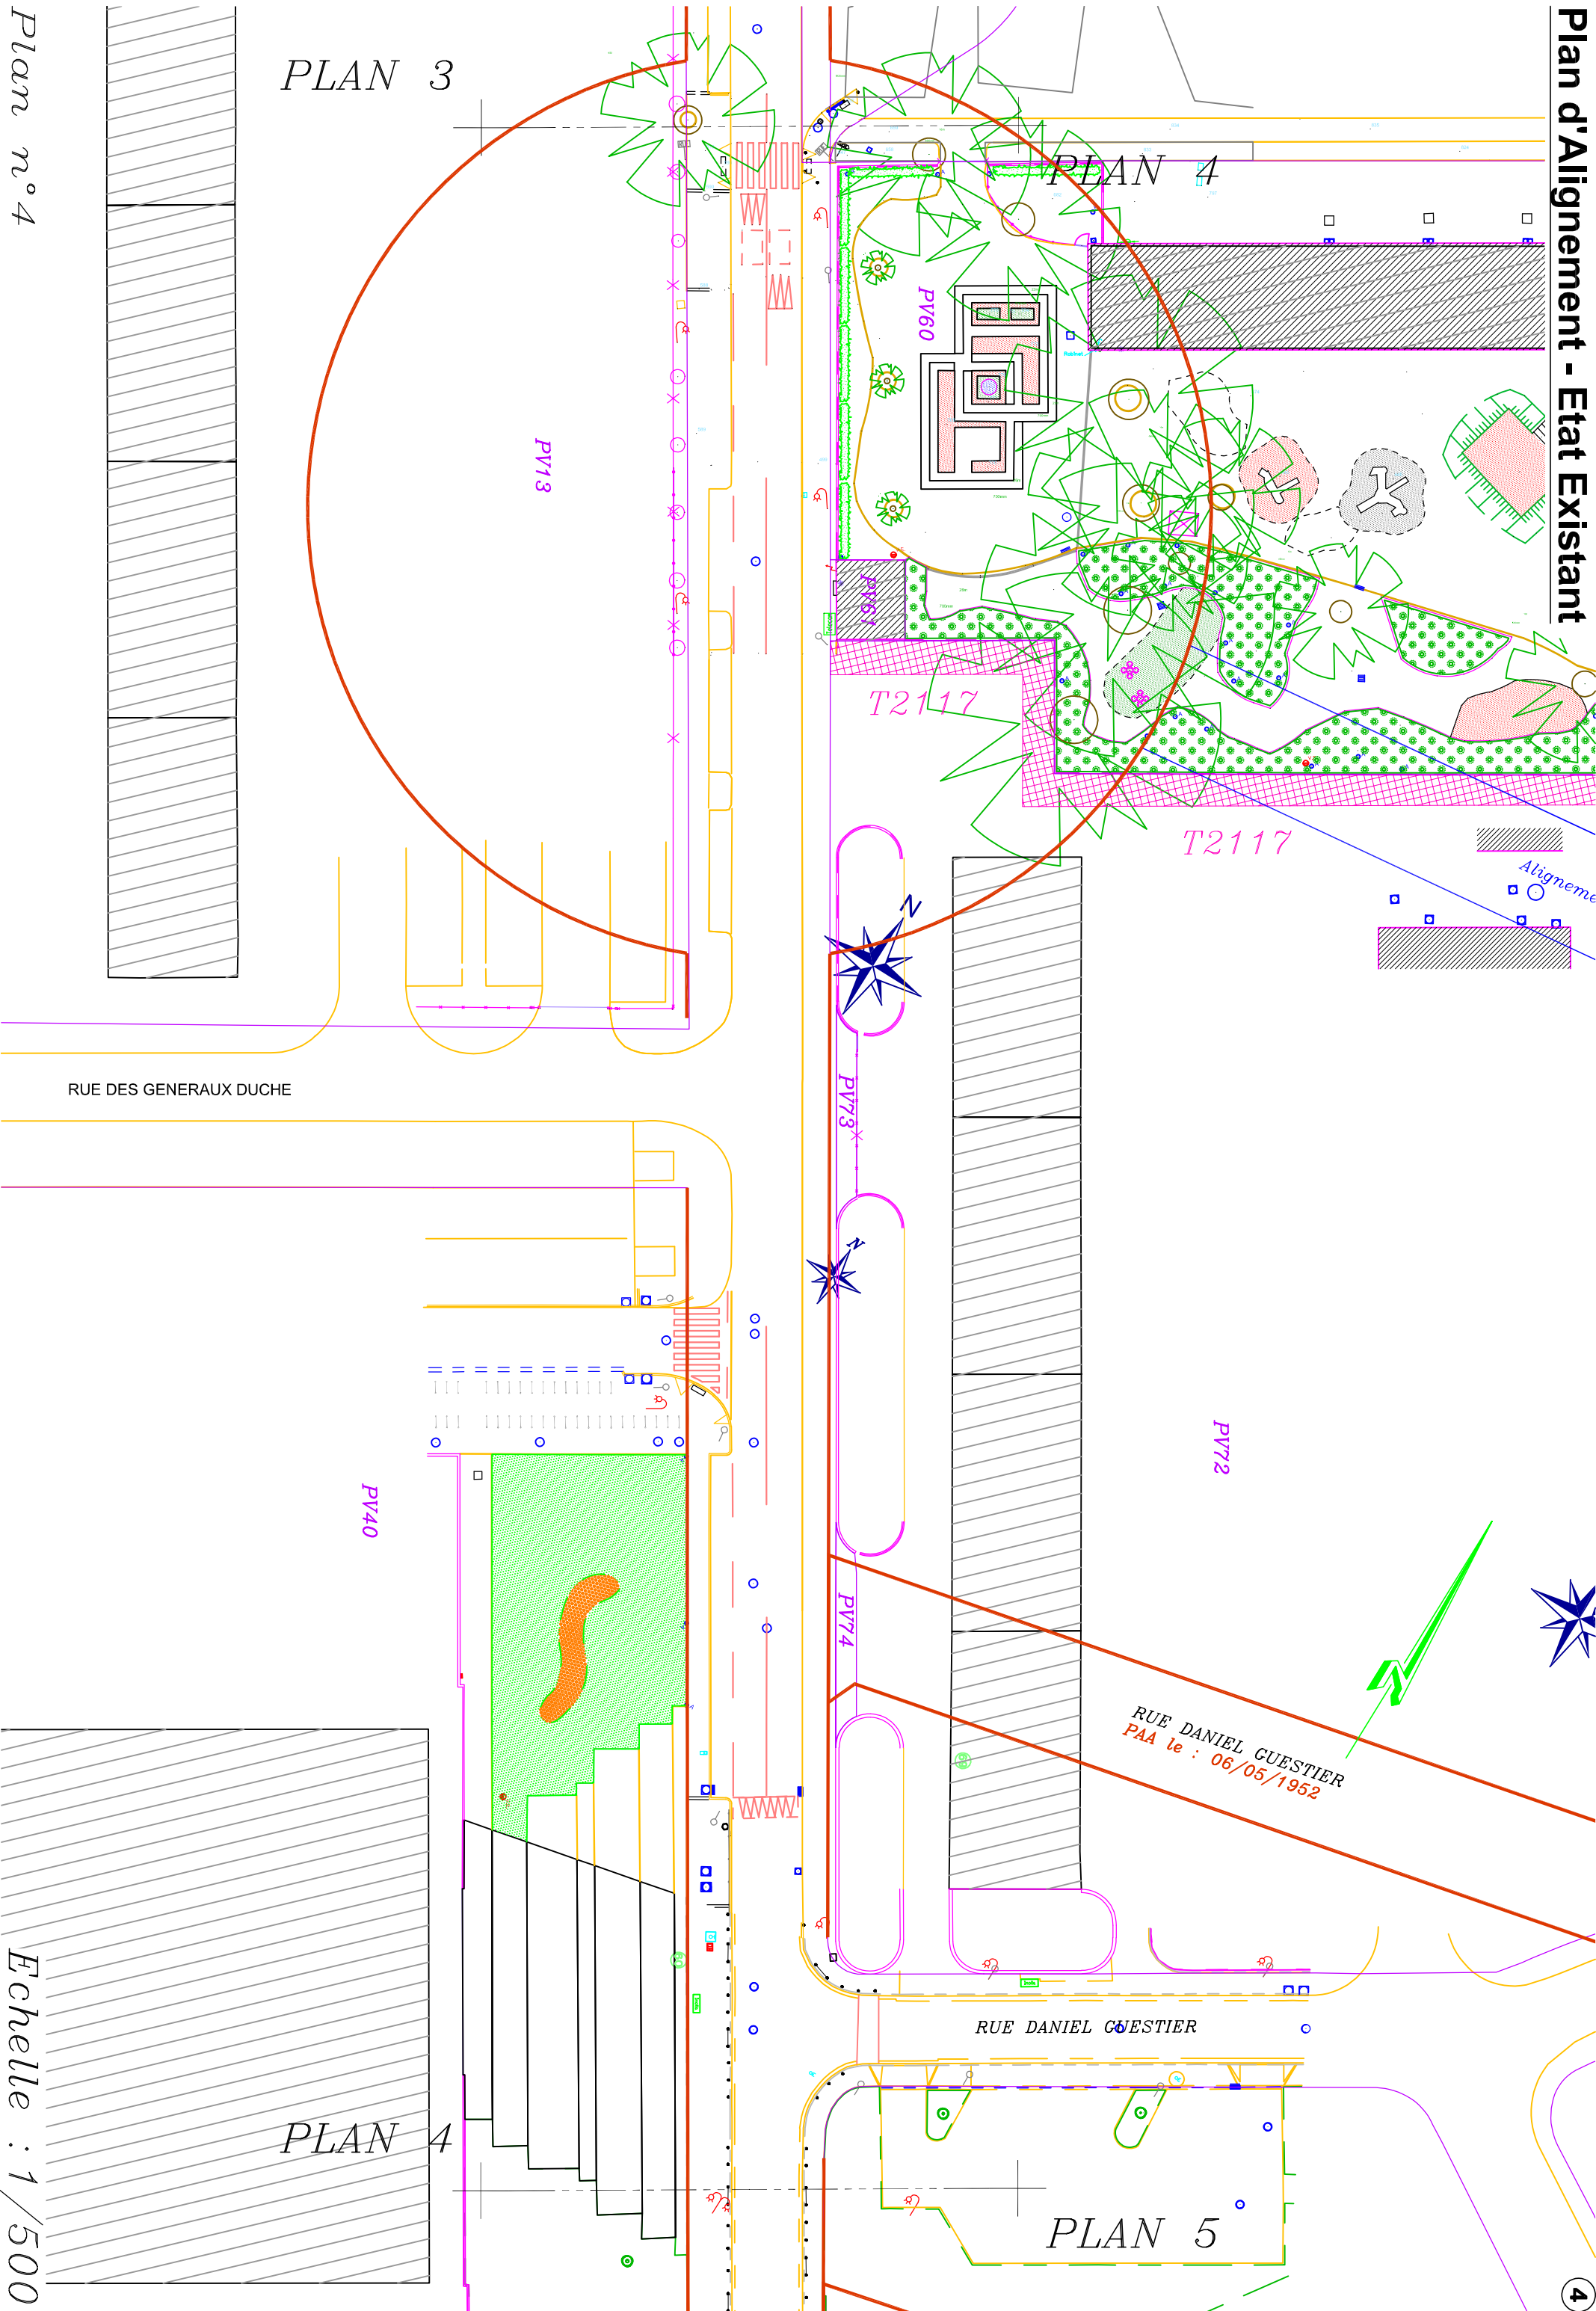 Plan d'Alignement - Etat Existant
Plan n°4
PLAN 3
PLAN 4
PV60
PV13
PV61
T2117
T2117
Aligneme
N
PV73
RUE DES GENERAUX DUCHE
N
PV72
PV40
PV74
N
RUE DANIEL GUESTIER
PAA le : 06/05/1952
RUE DANIEL GUESTIER
PLAN 4
PLAN 5
Echelle : 1/500
4